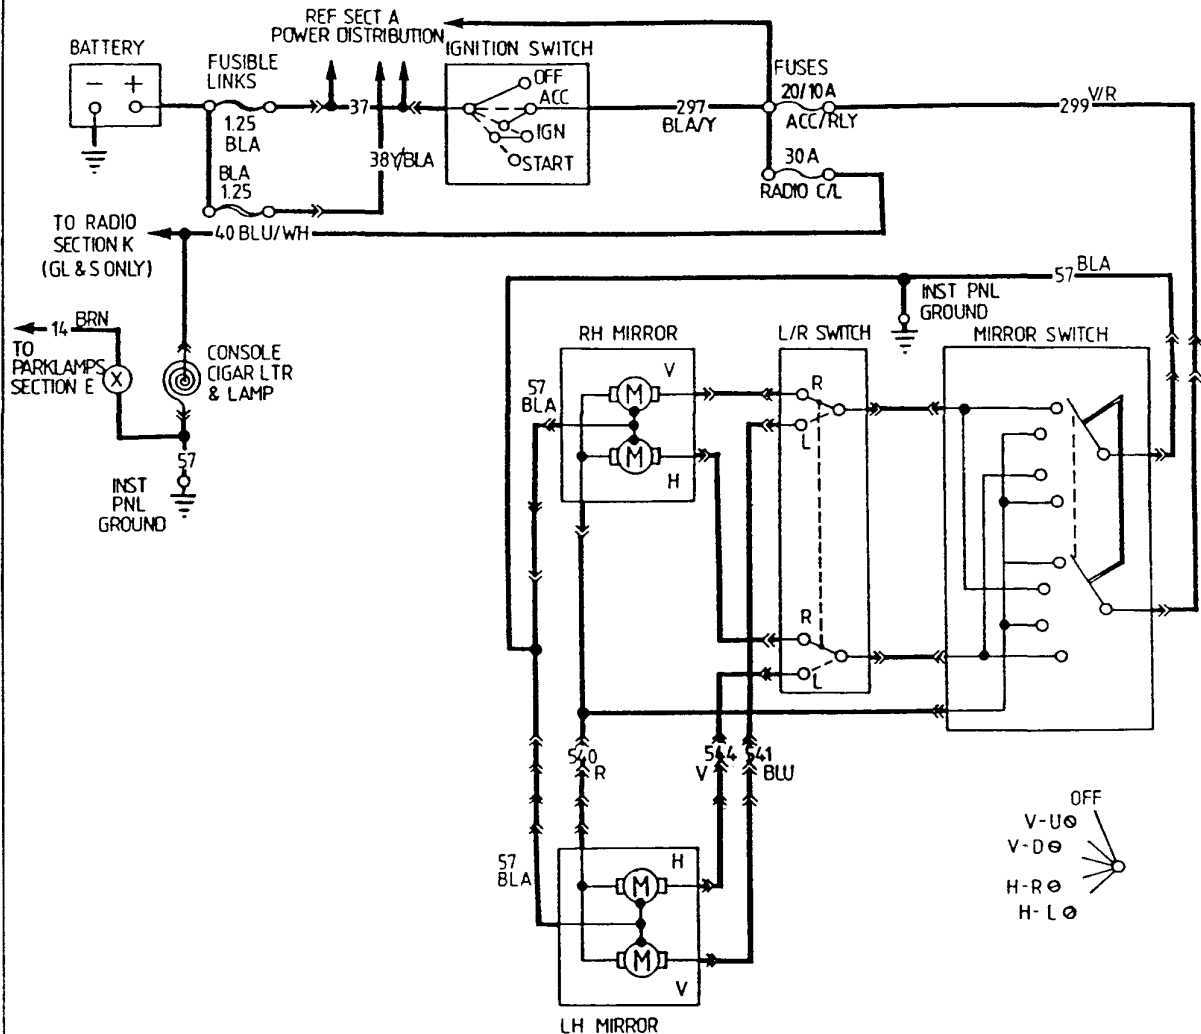 REF SECT A
POWER DISTRIBUTION
BATTERY
- +
FUSIBLE
LINKS
1.25
BLA
BLA
1.25
37
38Y/BLA
IGNITION SWITCH
OFF
ACC
IGN
START
297
BLA/Y
FUSES
20/10A
ACC/RLY
30A
RADIO C/L
299 V/R
TO RADIO
SECTION K
(GL & S ONLY)
40 BLU/WH
14 BRN
TO
PARKLAMPS
SECTION E
X
CONSOLE
CIGAR LTR
& LAMP
57
INST
PNL
GROUND
57 BLA
INST PNL
GROUND
RH MIRROR
V
M
M
H
57
BLA
L/R SWITCH
R
L
R
L
MIRROR SWITCH
540
R
544
V
541
BLU
57
BLA
H
M
M
V
LH MIRROR
OFF
V-U
V-D
H-R
H-L